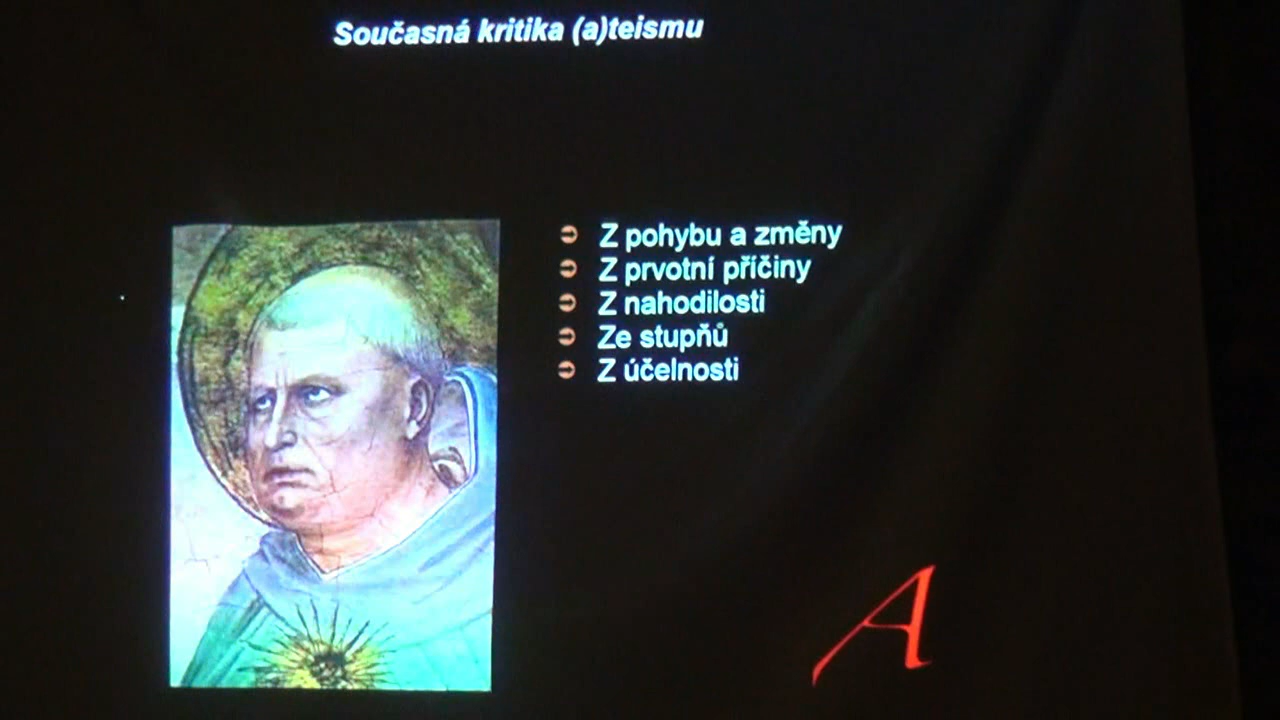 Současná kritika (a)teismu
Z pohybu a změny
Z prvotní příčiny
Z nahodilosti
Ze stupňů
Z účelnosti
A